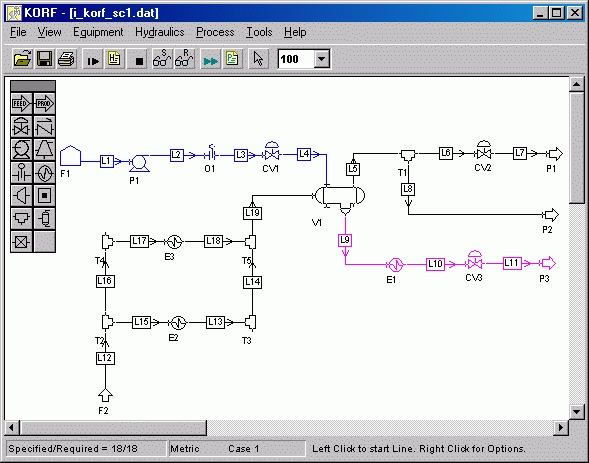 KORF - [i_korf_sc1.dat]
File View Equipment Hydraulics Process Tools Help
S R 100
FEED PROD
L1 L2 L3 L4 L5 L6 L7
F1 P1 O1 CV1 T1 CV2 P1
L8
V1 P2
L19
L9
L17 L18
L10 L11
T4 E3 T5 E1 CV3 P3
L16 L14
L15 L13
T2 E2 T3
L12
F2
Specified/Required = 18/18 Metric Case 1 Left Click to start Line. Right Click for Options.